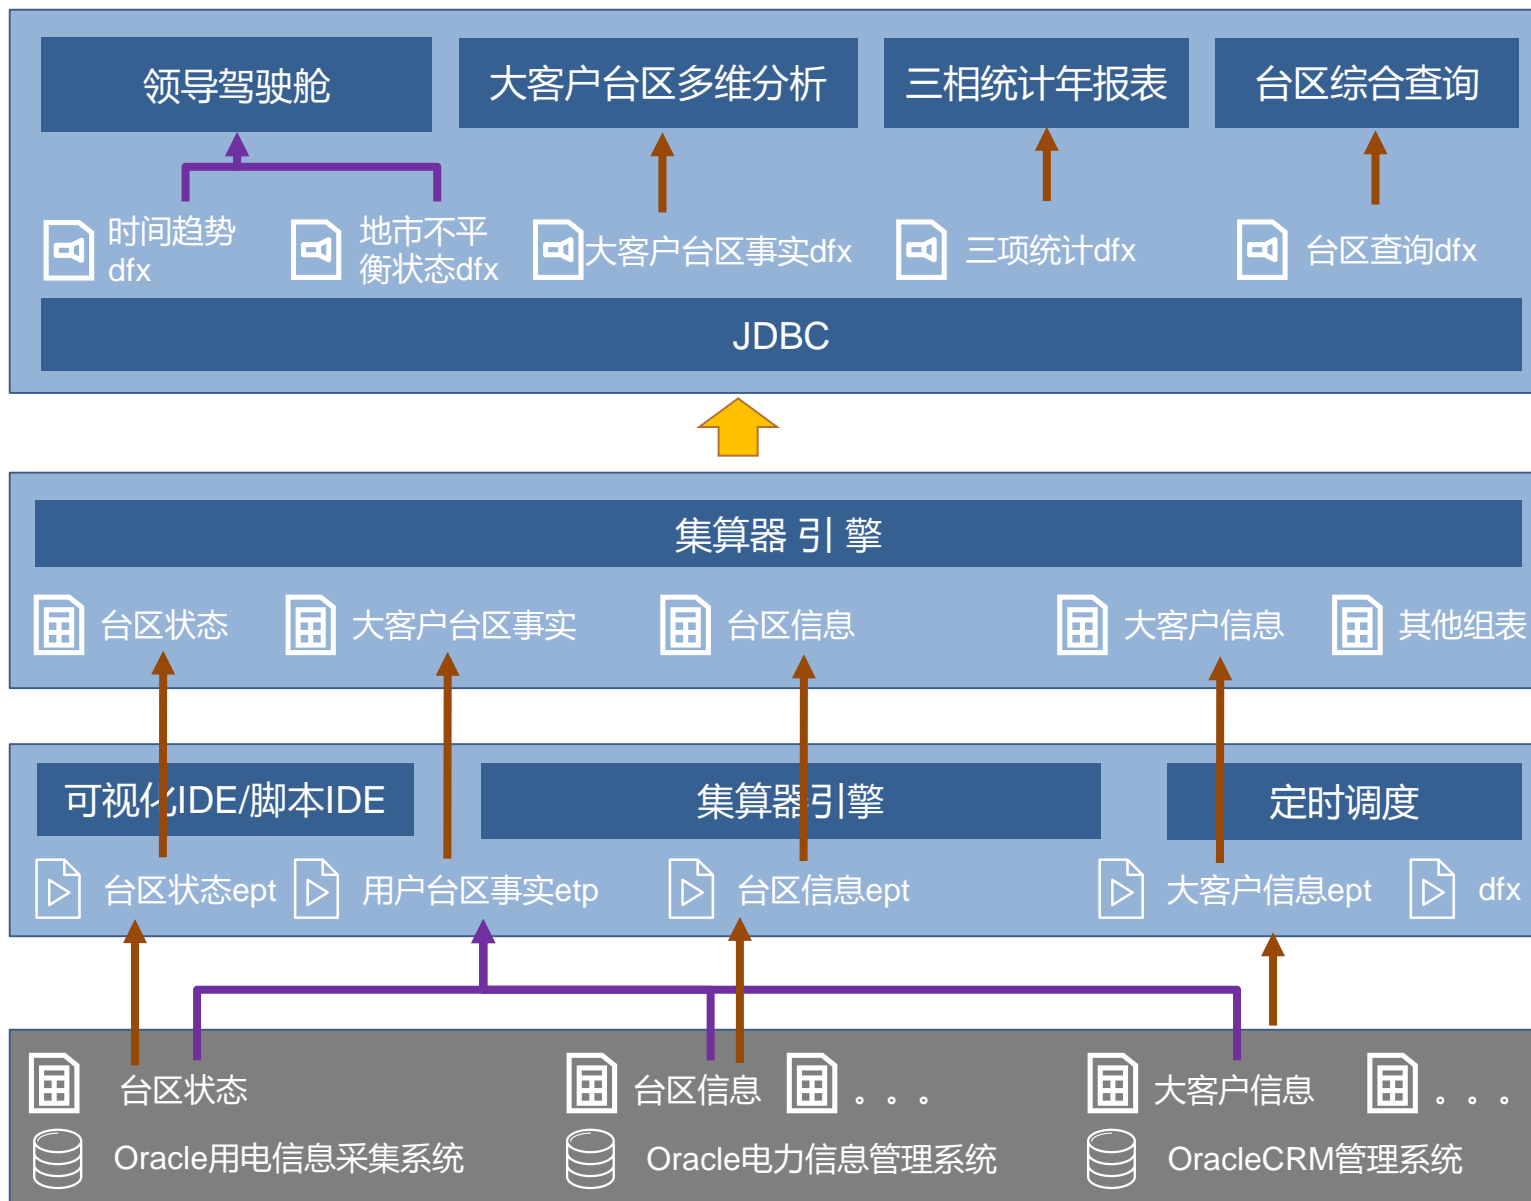 领导驾驶舱
大客户台区多维分析
三相统计年报表
台区综合查询
时间趋势
dfx
地市不平
衡状态dfx
大客户台区事实dfx
三项统计dfx
台区查询dfx
JDBC
集算器 引 擎
台区状态
大客户台区事实
台区信息
大客户信息
其他组表
可视化IDE/脚本IDE
集算器引擎
定时调度
台区状态ept
用户台区事实etp
台区信息ept
大客户信息ept
dfx
台区状态
台区信息
。。。
大客户信息
。。。
Oracle用电信息采集系统
Oracle电力信息管理系统
OracleCRM管理系统